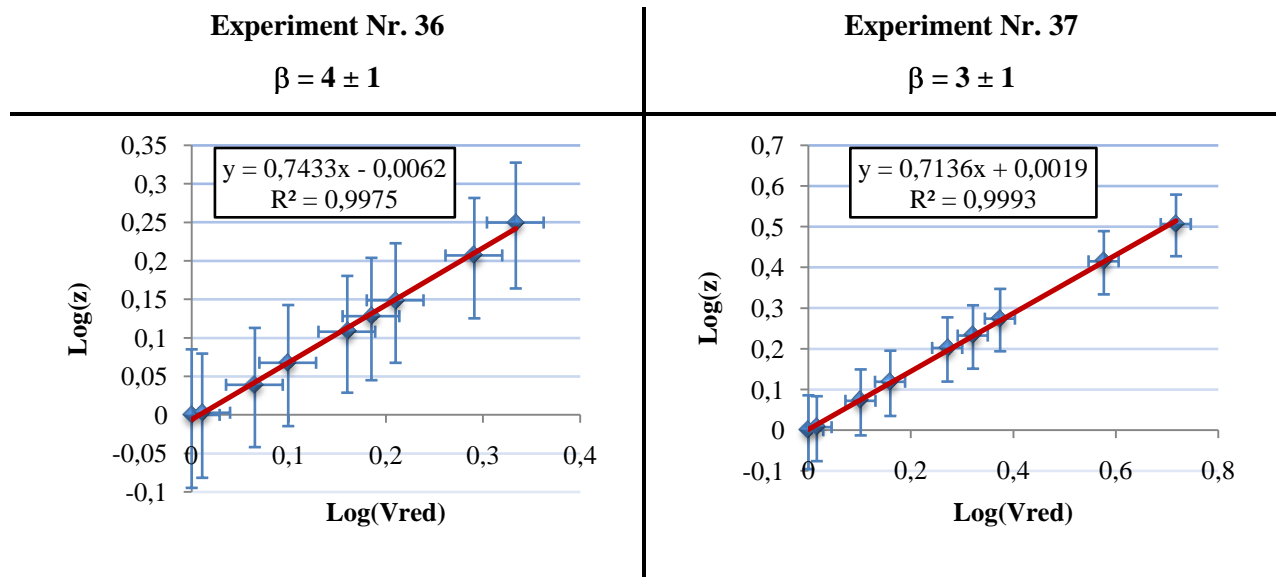 Experiment Nr. 36
β = 4 ± 1
Experiment Nr. 37
β = 3 ± 1
0,35
0,3
0,25
0,2
0,15
0,1
0,05
0
-0,05
-0,1
Log(z)
y = 0,7433x - 0,0062
R² = 0,9975
0 0,1 0,2 0,3 0,4
Log(Vred)
0,7
0,6
0,5
0,4
0,3
0,2
0,1
0
-0,1
Log(z)
y = 0,7136x + 0,0019
R² = 0,9993
0 0,2 0,4 0,6 0,8
Log(Vred)